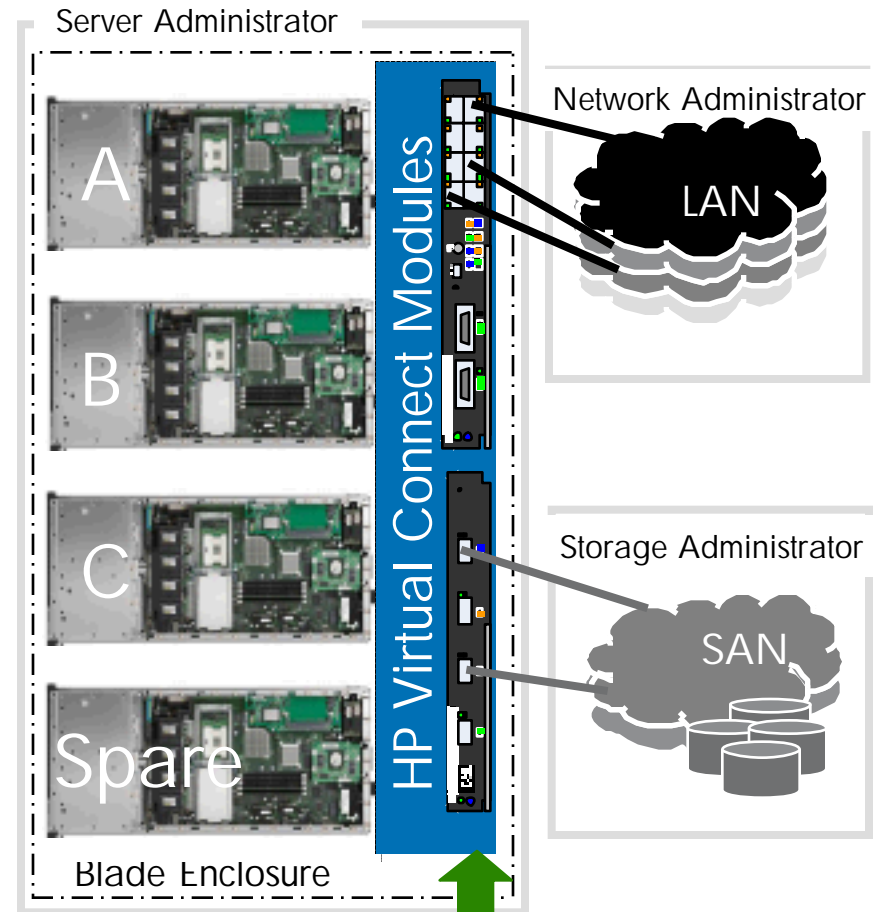 Server Administrator
A
B
C
Spare
HP Virtual Connect Modules
Blade Enclosure
Network Administrator
LAN
Storage Administrator
SAN